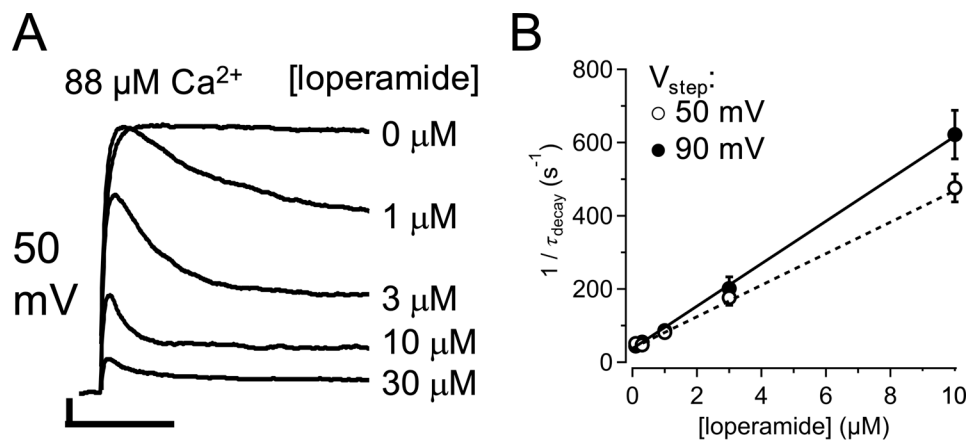 A
88 µM Ca²⁺
[loperamide]
0 µM
1 µM
50
mV
3 µM
10 µM
30 µM
B
800
600
400
200
0
1 / τdecay (s⁻¹)
Vstep:
50 mV
90 mV
0
2
4
6
8
10
[loperamide] (µM)